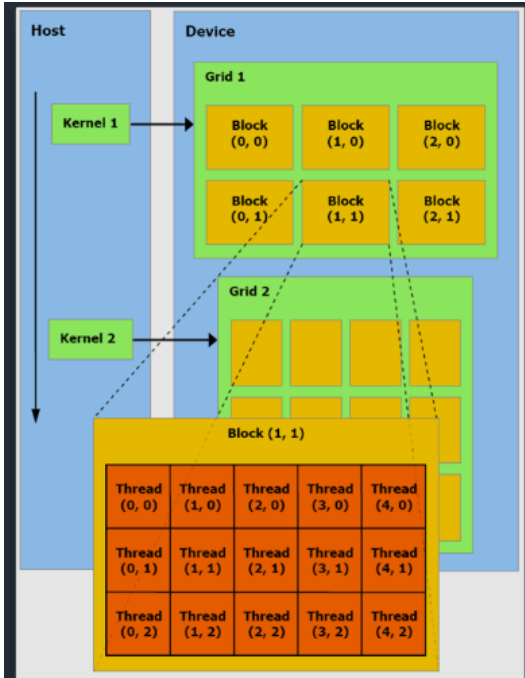 Host
Device
Grid 1
Kernel 1
Block
(0, 0)
Block
(1, 0)
Block
(2, 0)
Block
(0, 1)
Block
(1, 1)
Block
(2, 1)
Grid 2
Kernel 2
Block (1, 1)
Thread
(0, 0)
Thread
(1, 0)
Thread
(2, 0)
Thread
(3, 0)
Thread
(4, 0)
Thread
(0, 1)
Thread
(1, 1)
Thread
(2, 1)
Thread
(3, 1)
Thread
(4, 1)
Thread
(0, 2)
Thread
(1, 2)
Thread
(2, 2)
Thread
(3, 2)
Thread
(4, 2)